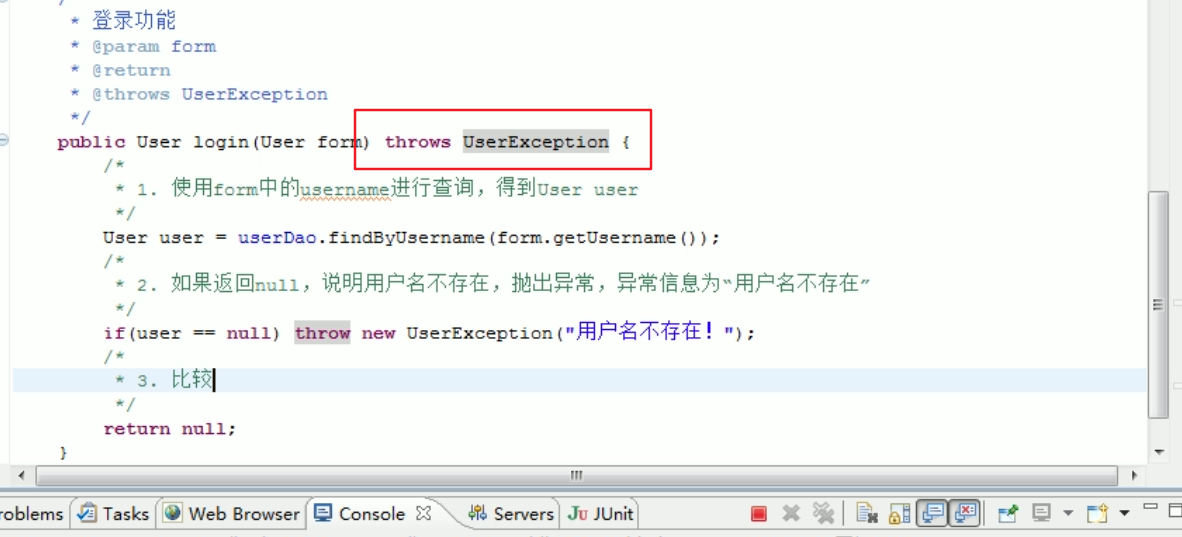 * 登录功能
* @param form
* @return
* @throws UserException
*/
public User login(User form) throws UserException {
/*
* 1. 使用form中的username进行查询，得到User user
*/
User user = userDao.findByUsername(form.getUsername());
/*
* 2. 如果返回null，说明用户名不存在，抛出异常，异常信息为“用户名不存在”
*/
if(user == null) throw new UserException("用户名不存在！");
/*
* 3. 比较
*/
return null;
}
roblems Tasks Web Browser Console Servers JUnit